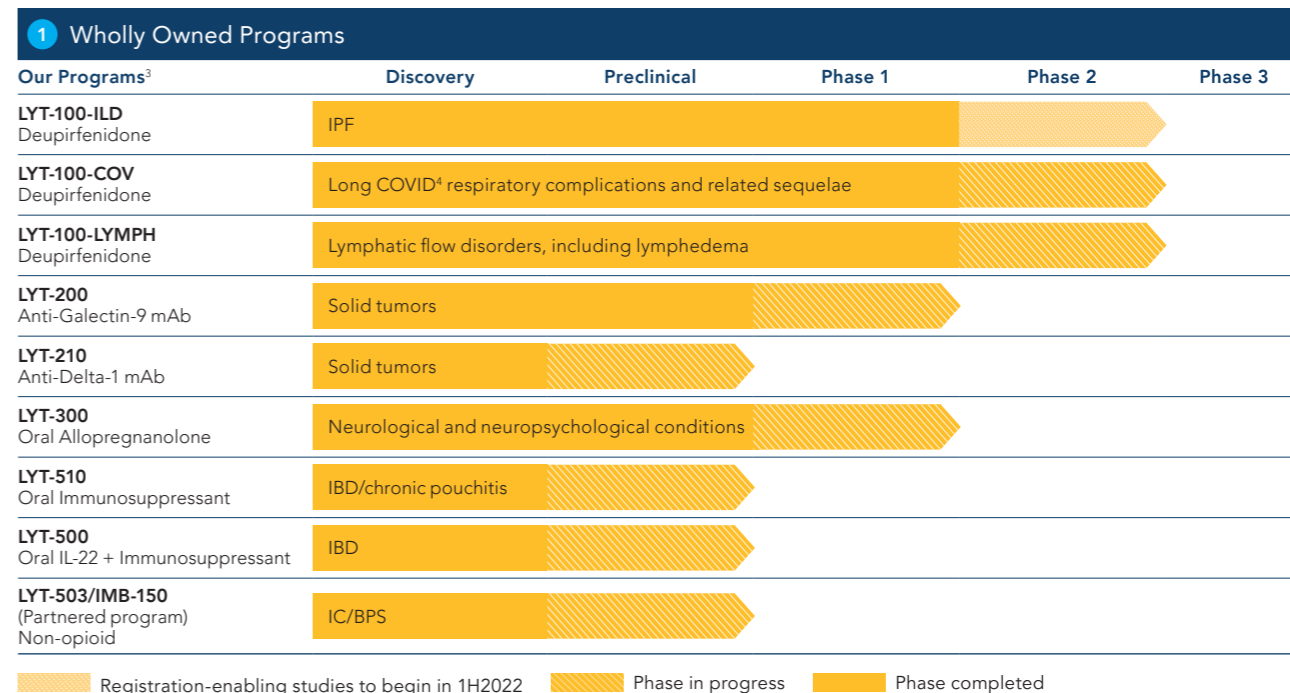 1 Wholly Owned Programs
Our Programs³ Discovery Preclinical Phase 1 Phase 2 Phase 3
LYT-100-ILD
Deupirfenidone
IPF
LYT-100-COV
Deupirfenidone
Long COVID⁴ respiratory complications and related sequelae
LYT-100-LYMPH
Deupirfenidone
Lymphatic flow disorders, including lymphedema
LYT-200
Anti-Galectin-9 mAb
Solid tumors
LYT-210
Anti-Delta-1 mAb
Solid tumors
LYT-300
Oral Allopregnanolone
Neurological and neuropsychological conditions
LYT-510
Oral Immunosuppressant
IBD/chronic pouchitis
LYT-500
Oral IL-22 + Immunosuppressant
IBD
LYT-503/IMB-150
(Partnered program)
Non-opioid
IC/BPS
Registration-enabling studies to begin in 1H2022 Phase in progress Phase completed